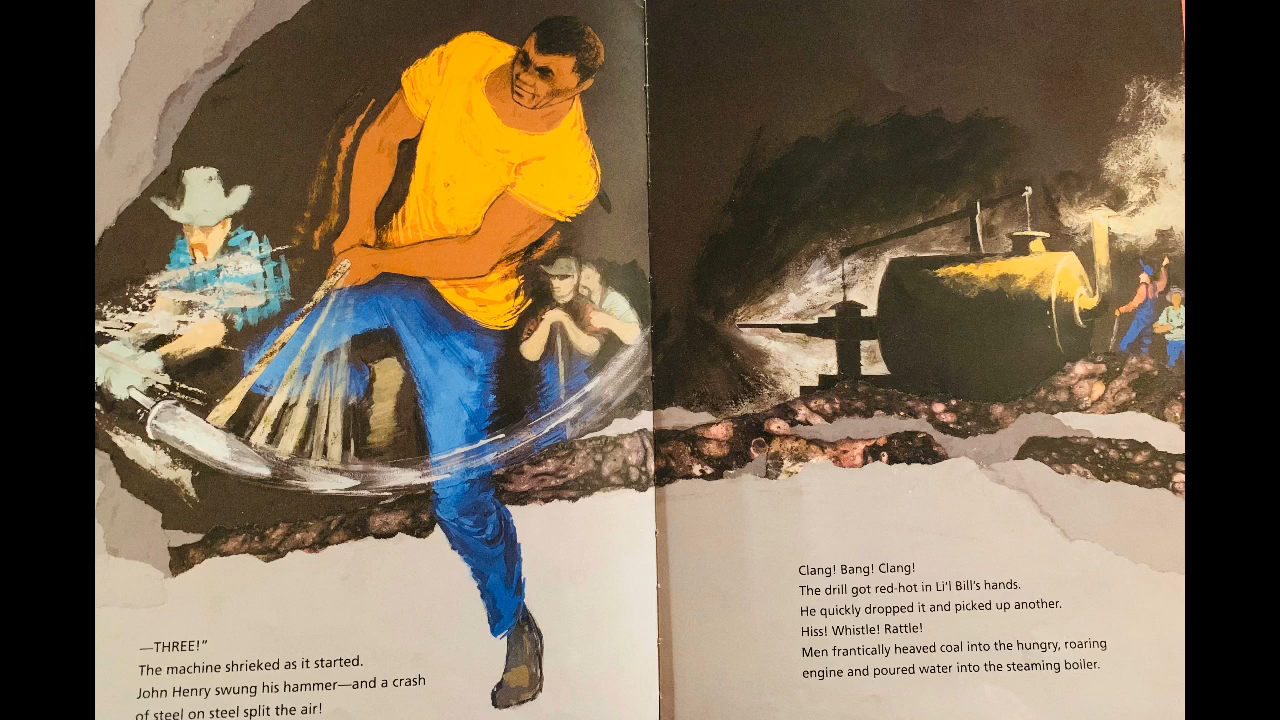 —THREE!"
The machine shrieked as it started.
John Henry swung his hammer—and a crash
of steel on steel split the air!
Clang! Bang! Clang!
The drill got red-hot in Li'l Bill's hands.
He quickly dropped it and picked up another.
Hiss! Whistle! Rattle!
Men frantically heaved coal into the hungry, roaring
engine and poured water into the steaming boiler.